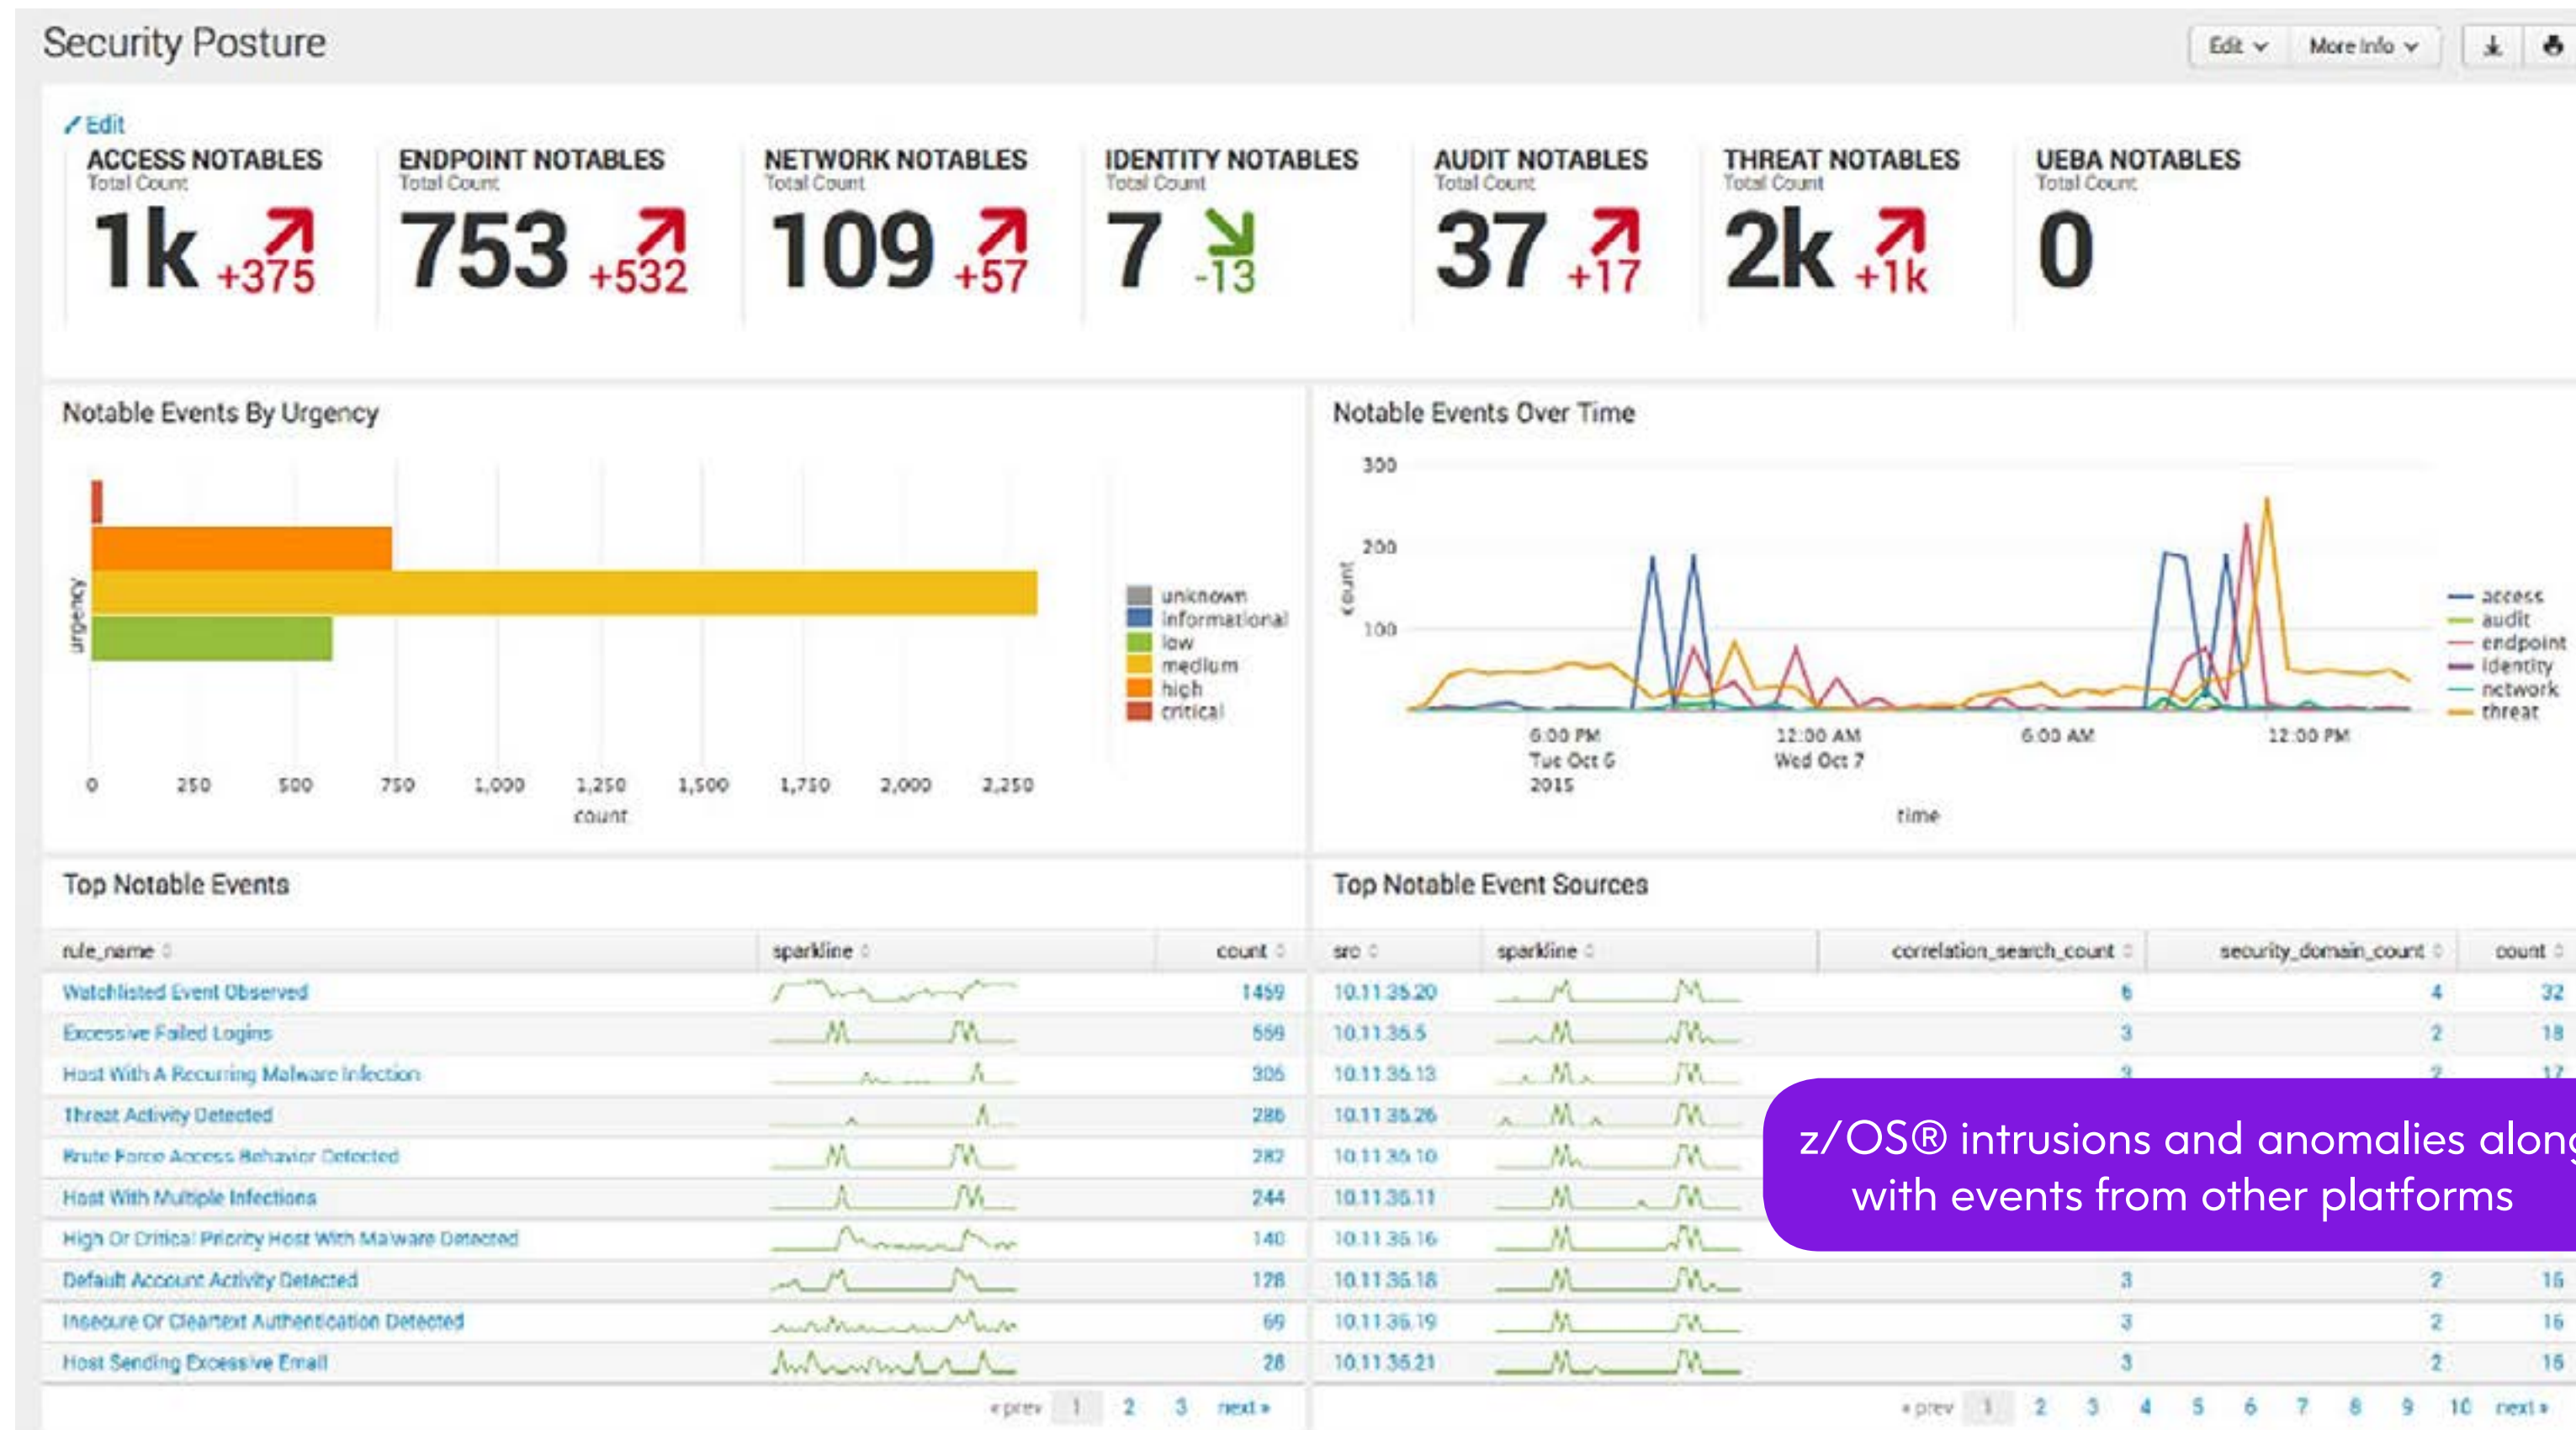 Security Posture
Edit
More Info
Edit
ACCESS NOTABLES
Total Count
1k +375
ENDPOINT NOTABLES
Total Count
753 +532
NETWORK NOTABLES
Total Count
109 +57
IDENTITY NOTABLES
Total Count
7 -13
AUDIT NOTABLES
Total Count
37 +17
THREAT NOTABLES
Total Count
2k +1k
UEBA NOTABLES
Total Count
0
Notable Events By Urgency
urgency
0 250 500 750 1,000 1,250 1,500 1,750 2,000 2,250
count
unknown
informational
low
medium
high
critical
Notable Events Over Time
300
200
100
count
6:00 PM 12:00 AM 6:00 AM 12:00 PM
Tue Oct 6 Wed Oct 7
2015
time
access
audit
endpoint
identity
network
threat
Top Notable Events
rule_name sparkline count
Watchlisted Event Observed 1459
Excessive Failed Logins 559
Host With A Recurring Malware Infection 305
Threat Activity Detected 286
Brute Force Access Behavior Detected 282
Host With Multiple Infections 244
High Or Critical Priority Host With Malware Detected 140
Default Account Activity Detected 128
Insecure Or Cleartext Authentication Detected 69
Host Sending Excessive Email 28
« prev 1 2 3 next »
Top Notable Event Sources
src sparkline correlation_search_count security_domain_count count
10.11.36.20 6 4 32
10.11.36.5 3 2 18
10.11.36.13 3 2 17
10.11.36.26
10.11.36.10
10.11.36.11
10.11.36.16
10.11.36.18 3 2 16
10.11.36.19 3 2 16
10.11.36.21 3 2 16
« prev 1 2 3 4 5 6 7 8 9 10 next »
z/OS® intrusions and anomalies along
with events from other platforms